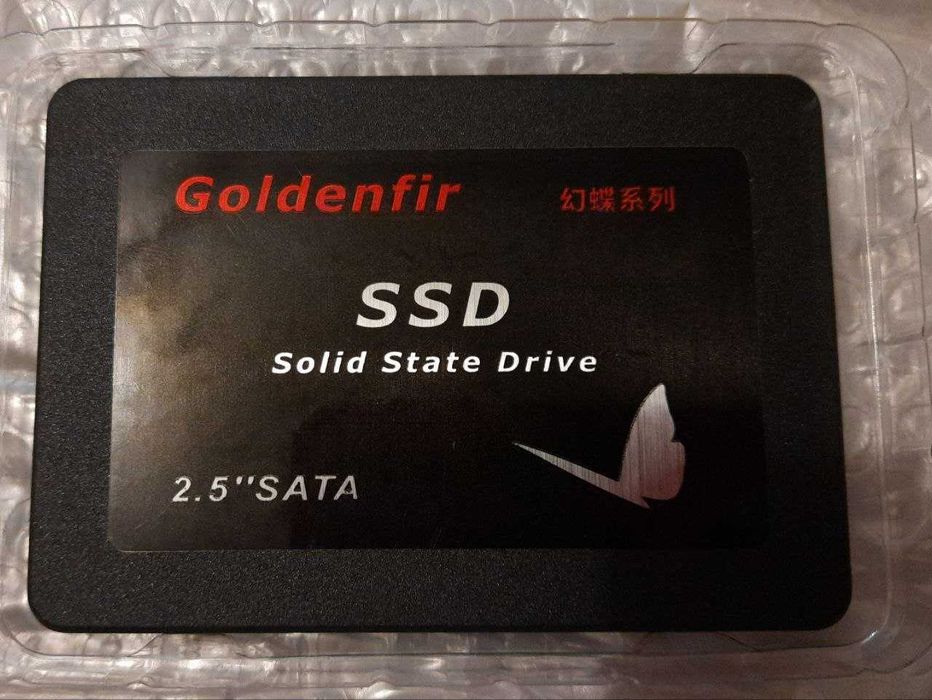 Goldenfir 幻蝶系列
SSD
Solid State Drive
2.5''SATA